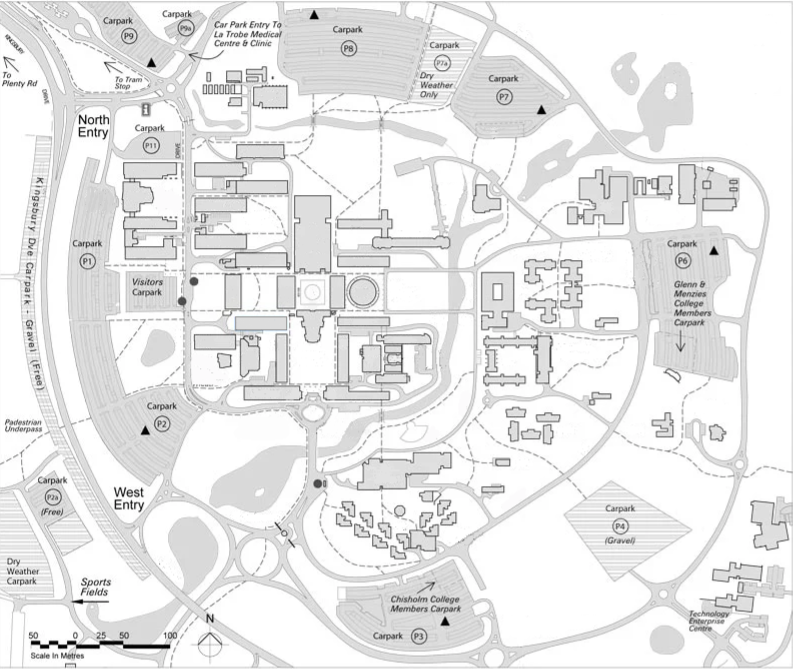 Carpark
P9
Carpark
P9a
Car Park Entry To
La Trobe Medical
Centre & Clinic
Carpark
P8
P7a
Dry
Weather
Only
Carpark
P7
KINGSBURY
DRIVE
To
Plenty Rd
To Tram
Stop
North
Entry
Carpark
P11
DRIVE
Kingsbury Dve Carpark - Gravel (Free)
Carpark
P1
Visitors
Carpark
Carpark
P6
Glenn &
Menzies
College
Members
Carpark
Carpark
P2
Padestrian
Underpass
West
Entry
Carpark
P2a
(Free)
Dry
Weather
Carpark
Sports
Fields
Carpark
P4
(Gravel)
Chisholm College
Members Carpark
Carpark P3
Technology
Enterprise
Centre
N
50 0 25 50 100
Scale In Metres